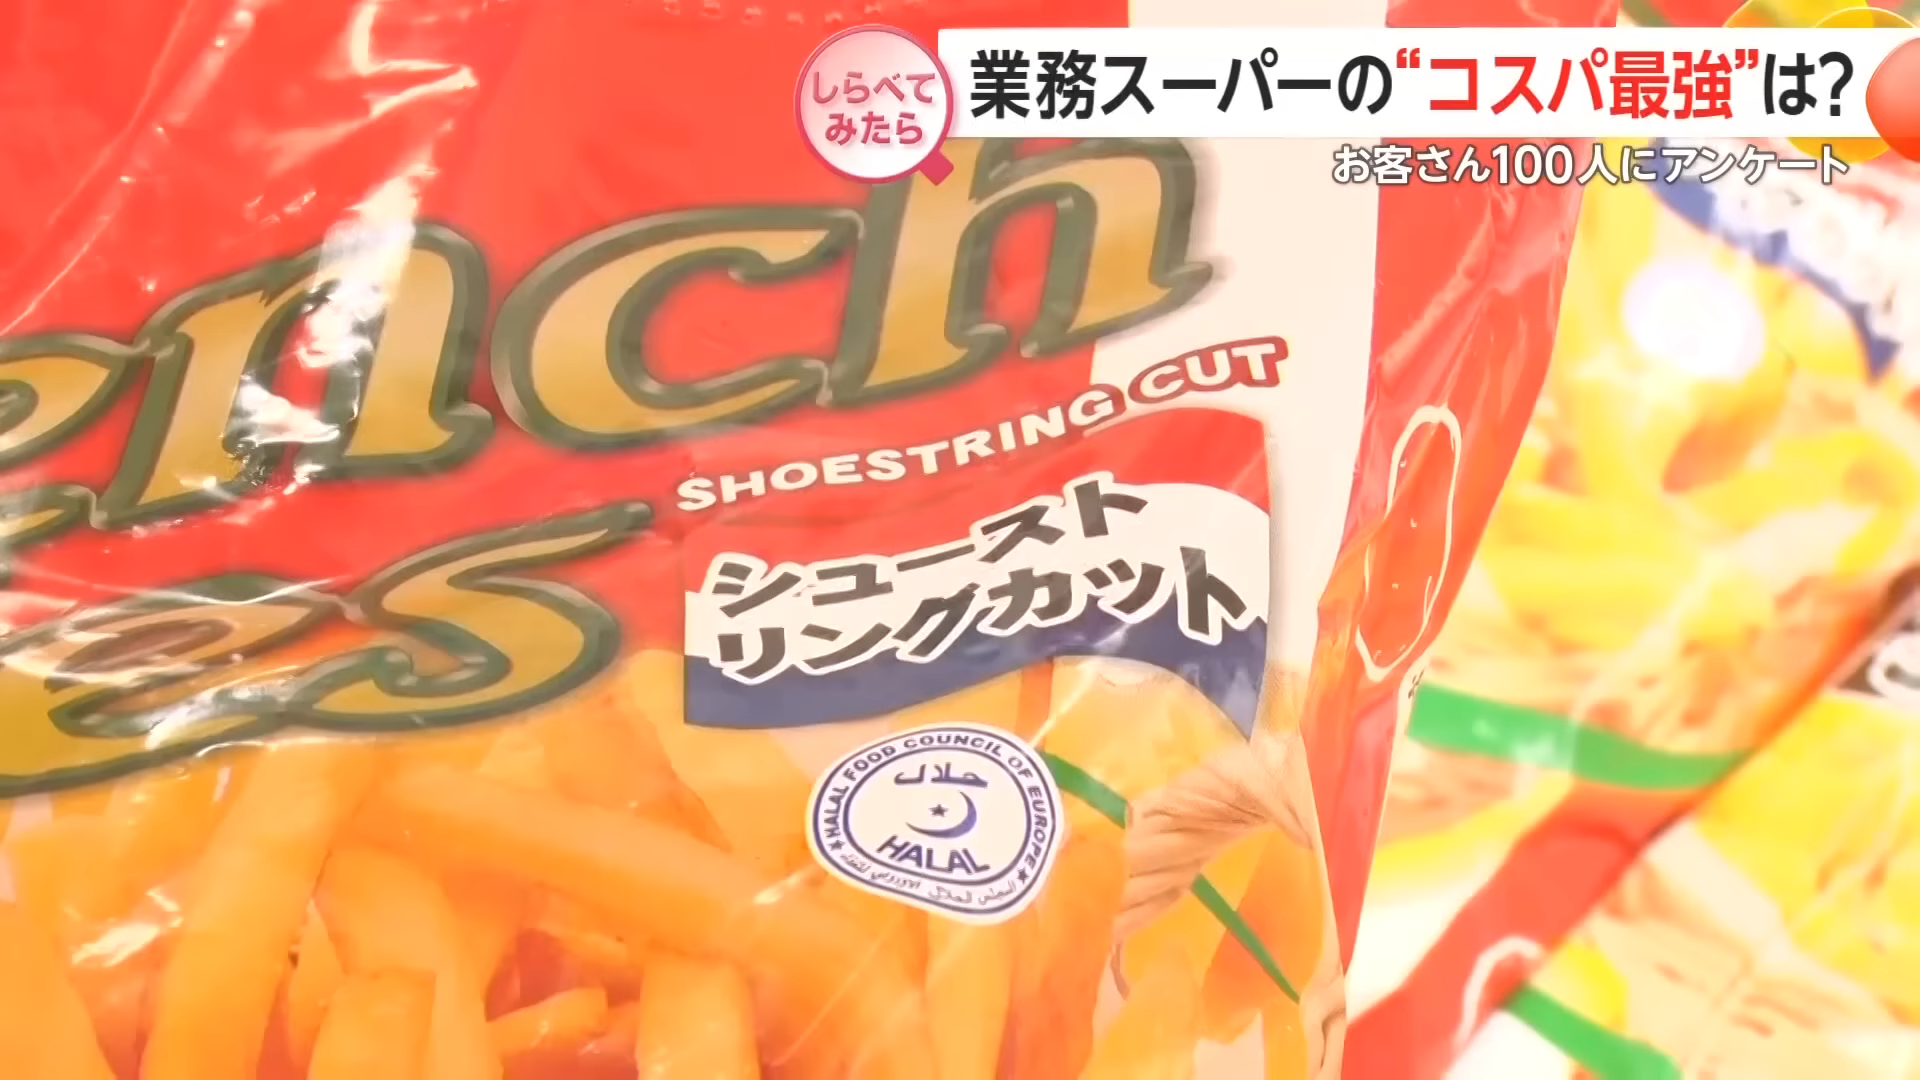 しらべて
みたら
業務スーパーの“コスパ最強”は?
お客さん100人にアンケート
ench
es
SHOESTRING CUT
シュースト
リングカット
HALAL FOOD COUNCIL OF EUROPE
حلال
HALAL